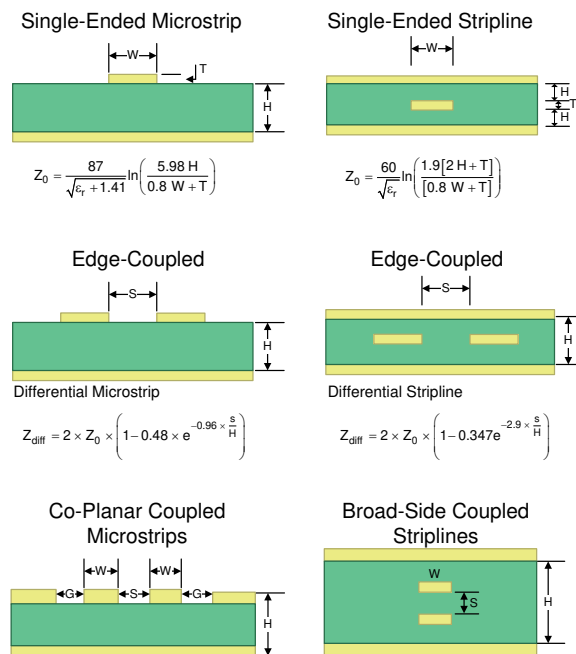 Single-Ended Microstrip
W
T
H
Z₀ = 87 / √(εᵣ + 1.41) ln( 5.98 H / 0.8 W + T )
Single-Ended Stripline
W
H
T
H
Z₀ = 60 / √εᵣ ln( 1.9[2 H + T] / [0.8 W + T] )
Edge-Coupled
S
H
Differential Microstrip
Z_diff = 2 × Z₀ × ( 1 – 0.48 × e^(–0.96 × s/H) )
Edge-Coupled
S
H
Differential Stripline
Z_diff = 2 × Z₀ × ( 1 – 0.347e^(–2.9 × s/H) )
Co-Planar Coupled
Microstrips
W W
G S G
H
Broad-Side Coupled
Striplines
W
S
H